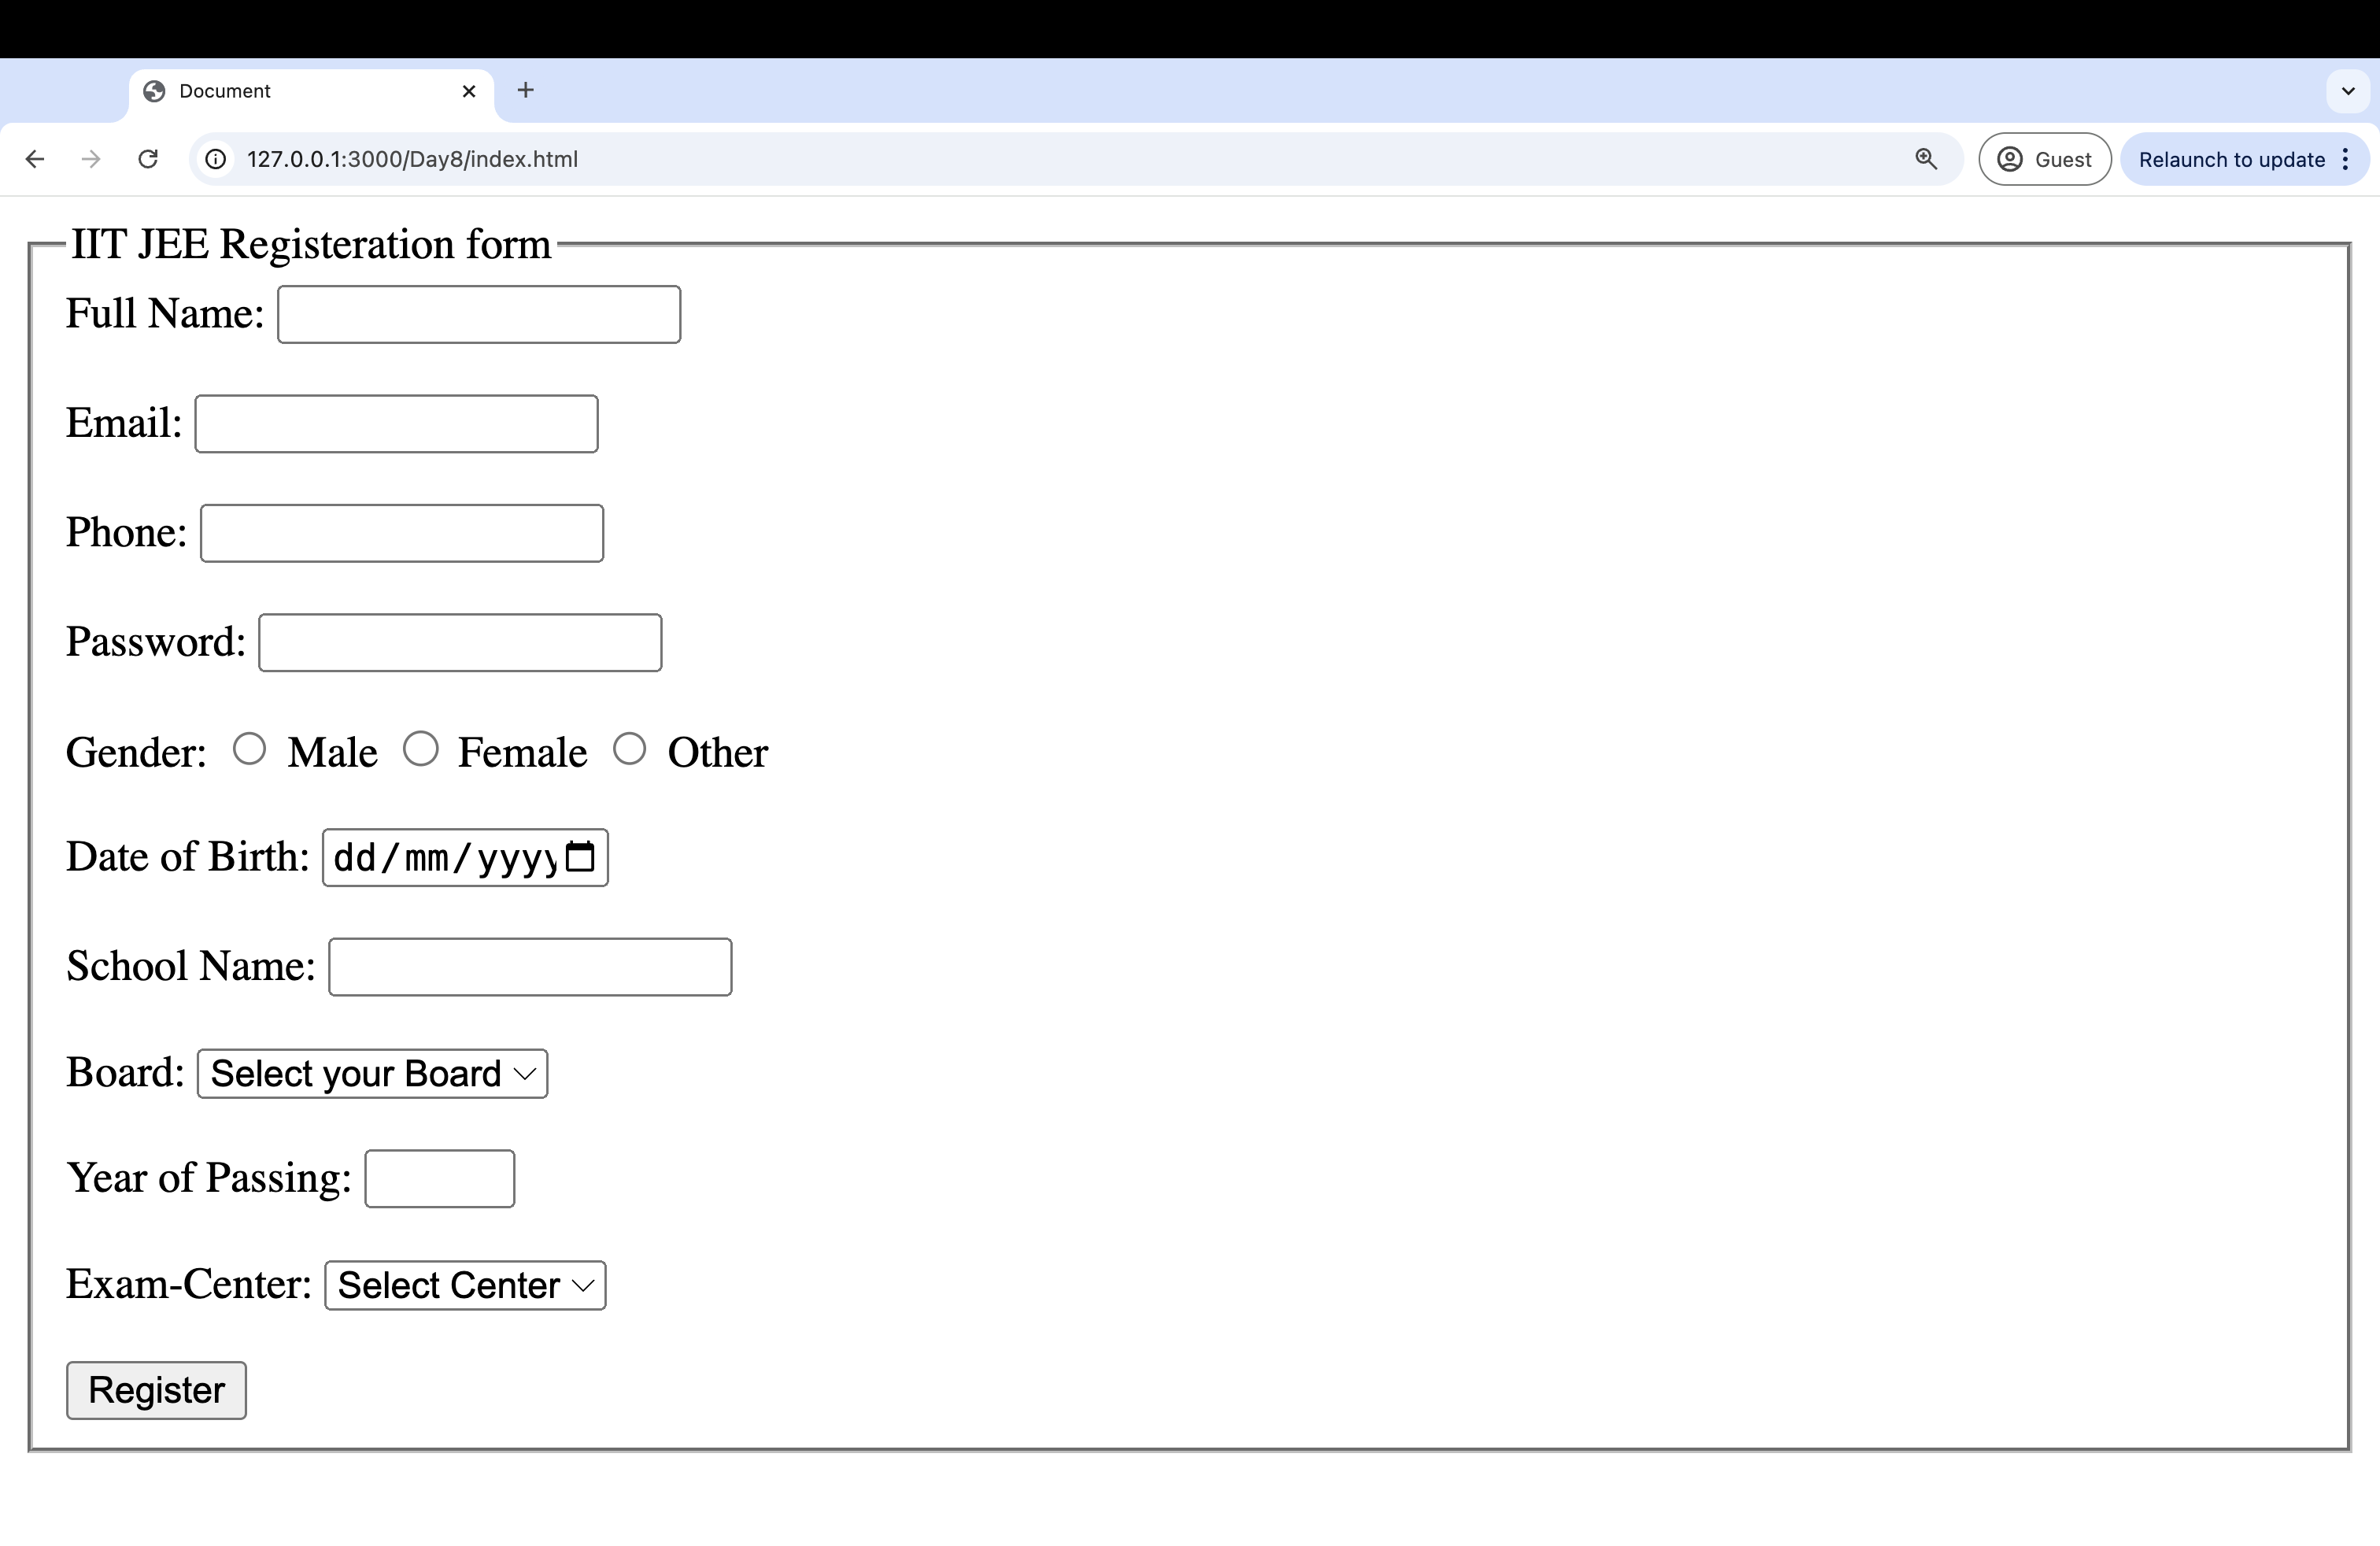 Document
127.0.0.1:3000/Day8/index.html
Guest
Relaunch to update
IIT JEE Registeration form
Full Name:
Email:
Phone:
Password:
Gender: Male Female Other
Date of Birth: dd/mm/yyyy
School Name:
Board: Select your Board
Year of Passing:
Exam-Center: Select Center
Register